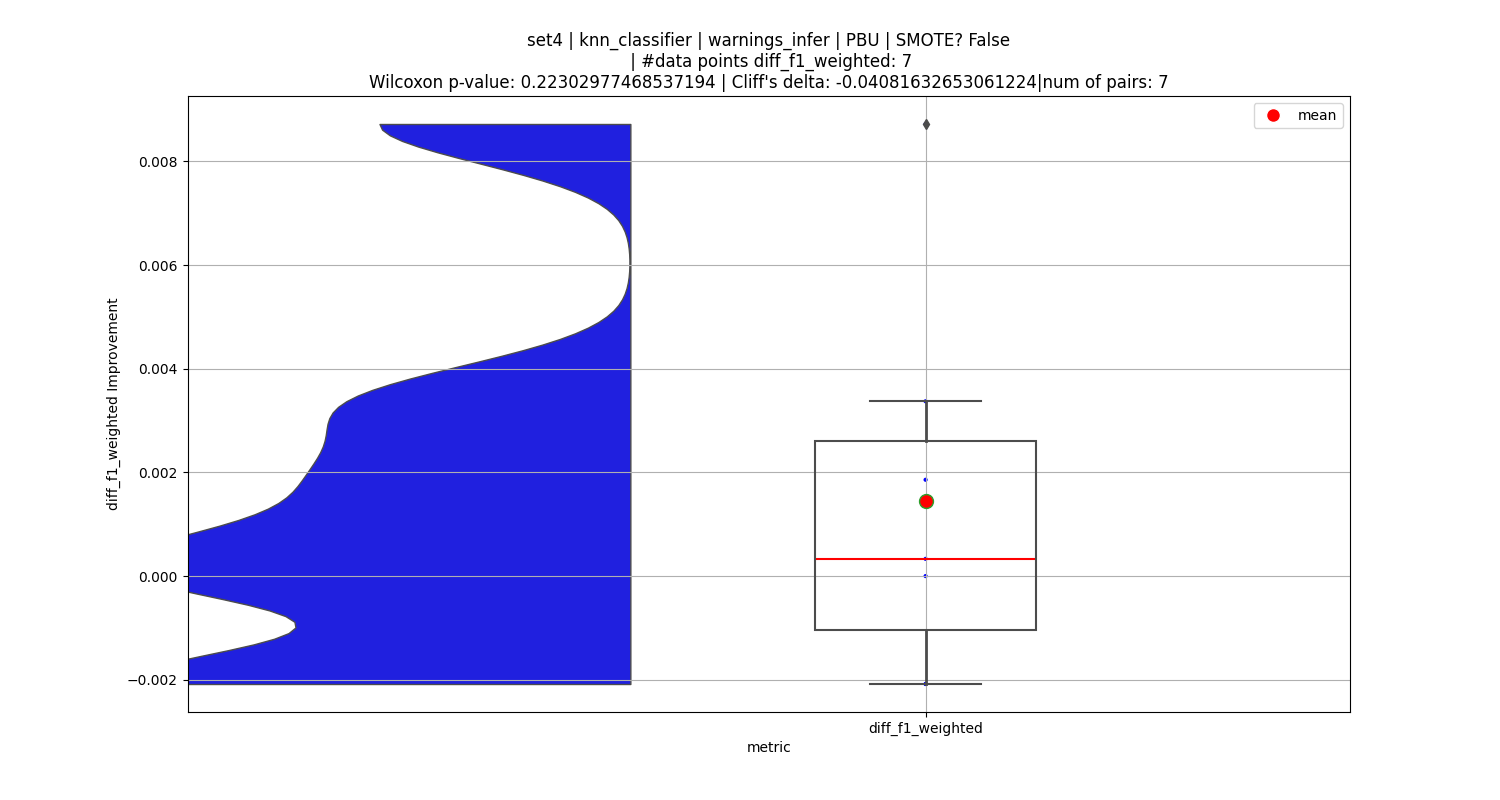 set4 | knn_classifier | warnings_infer | PBU | SMOTE? False
| #data points diff_f1_weighted: 7
Wilcoxon p-value: 0.22302977468537194 | Cliff's delta: -0.04081632653061224|num of pairs: 7
mean
0.008
0.006
0.004
0.002
0.000
−0.002
diff_f1_weighted Improvement
diff_f1_weighted
metric